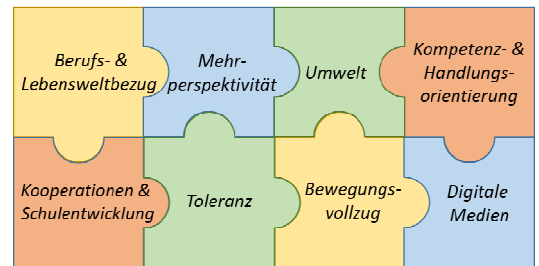 Berufs- &
Lebensweltbezug
Mehr-
perspektivität
Umwelt
Kompetenz- &
Handlungs-
orientierung
Kooperationen &
Schulentwicklung
Toleranz
Bewegungs-
vollzug
Digitale
Medien